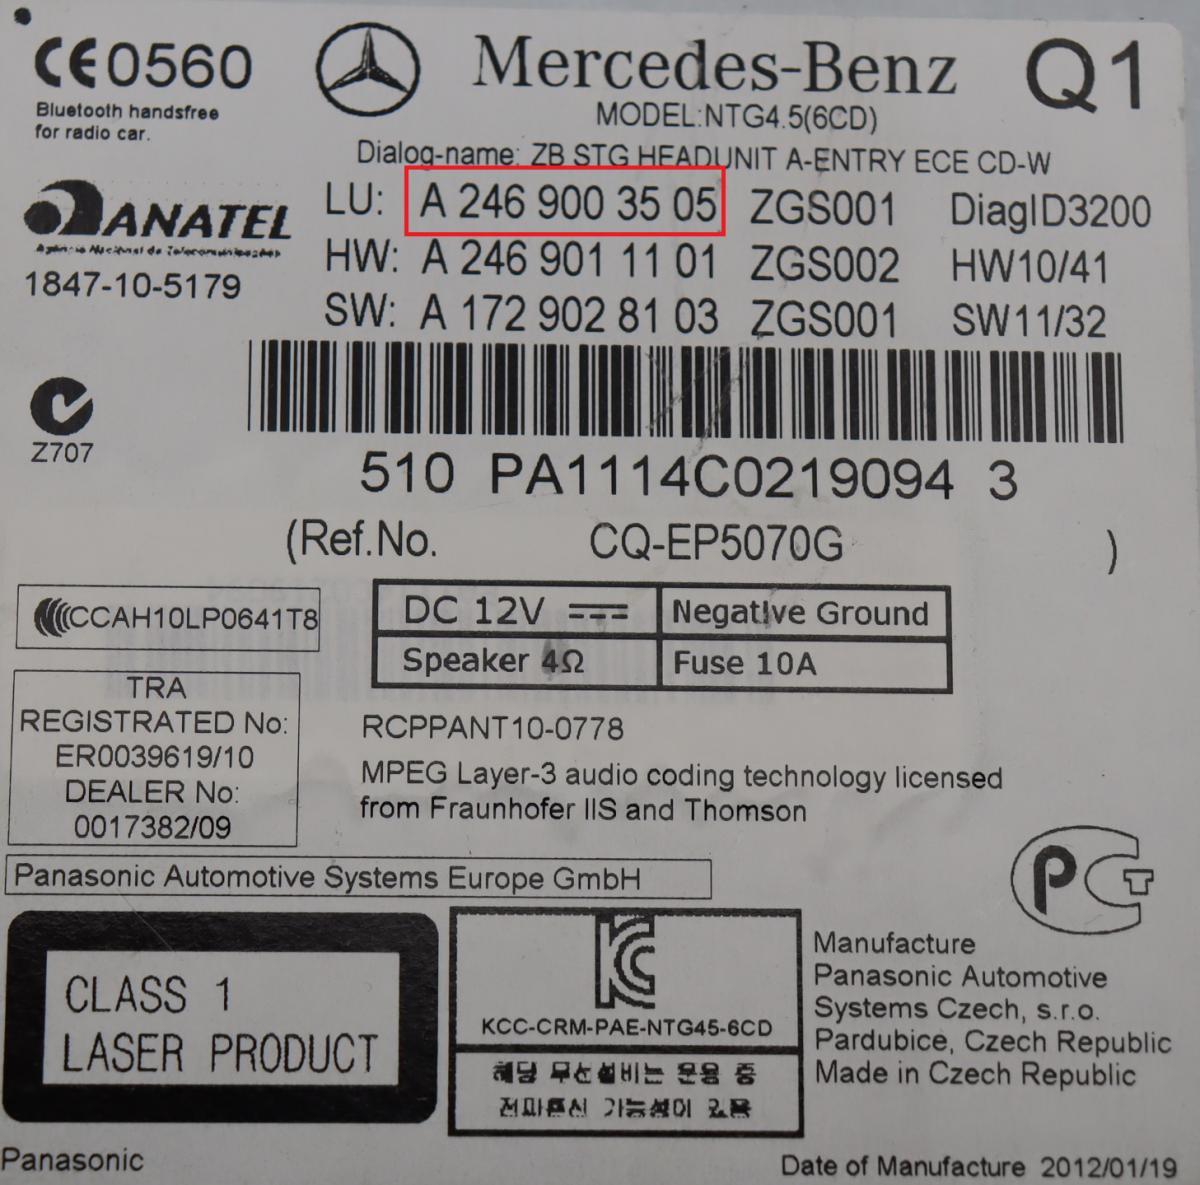 CE0560
Bluetooth handsfree
for radio car.
Mercedes-Benz
Q1
MODEL:NTG4.5(6CD)
Dialog-name: ZB STG HEADUNIT A-ENTRY ECE CD-W
ANATEL
Agência Nacional de Telecomunicações
1847-10-5179
LU: A 246 900 35 05 ZGS001 DiagID3200
HW: A 246 901 11 01 ZGS002 HW10/41
SW: A 172 902 81 03 ZGS001 SW11/32
Z707
510 PA1114C0219094 3
(Ref.No. CQ-EP5070G )
CCAH10LP0641T8
DC 12V Negative Ground
Speaker 4Ω Fuse 10A
TRA
REGISTRATED No:
ER0039619/10
DEALER No:
0017382/09
RCPPANT10-0778
MPEG Layer-3 audio coding technology licensed
from Fraunhofer IIS and Thomson
Panasonic Automotive Systems Europe GmbH
PCT
CLASS 1
LASER PRODUCT
KC
KCC-CRM-PAE-NTG45-6CD
해당 무선설비는 운용 중
전파혼신 가능성이 있음
Manufacture
Panasonic Automotive
Systems Czech, s.r.o.
Pardubice, Czech Republic
Made in Czech Republic
Panasonic
Date of Manufacture 2012/01/19